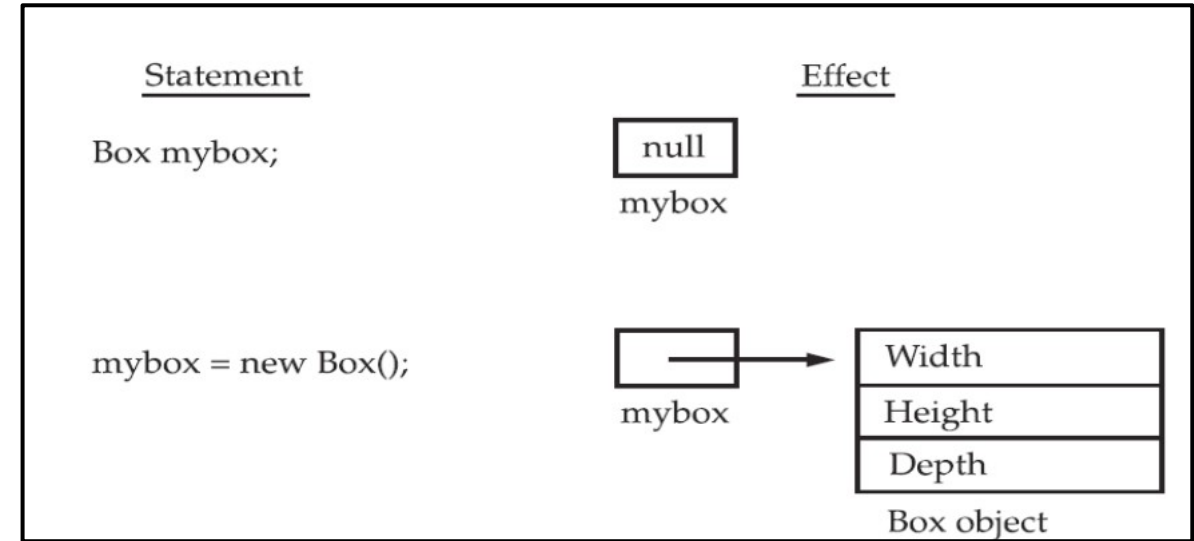 Statement
Effect
Box mybox;
null
mybox
mybox = new Box();
mybox
Width
Height
Depth
Box object